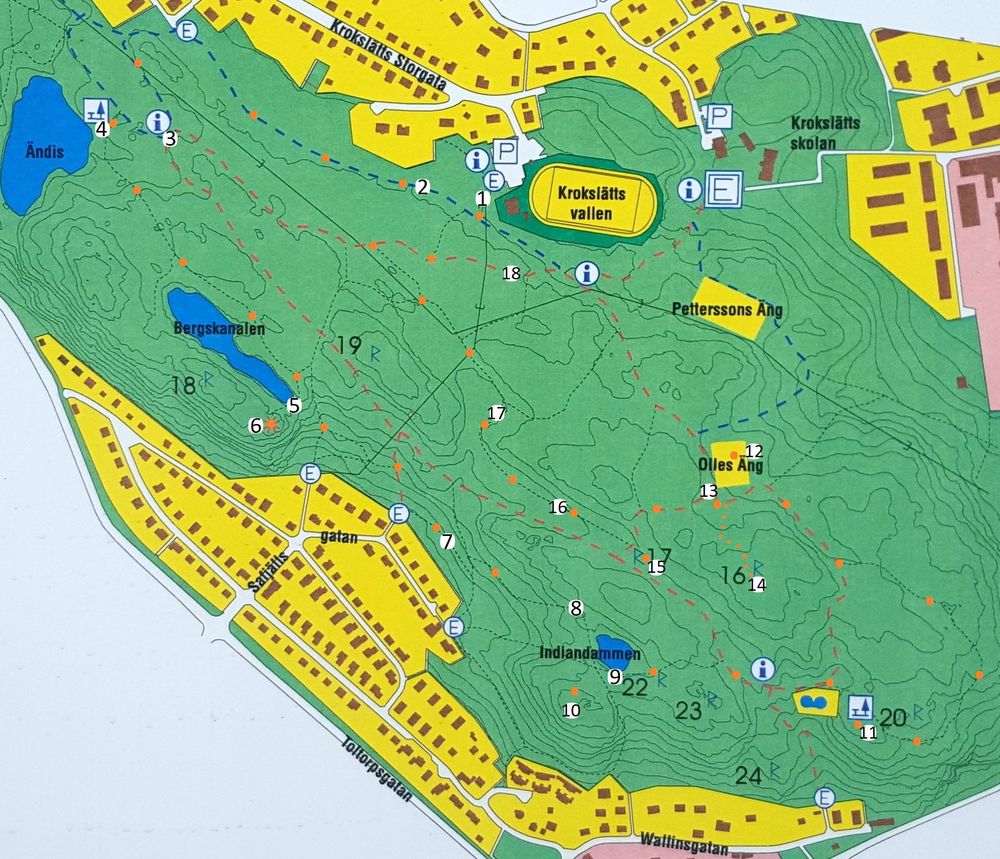 E
Krokslätts Storgata
P
Krokslätts
skolan
i
4
3
Ändis
i
P
E
2
1
Krokslätts
vallen
i
E
18
i
Petterssons Äng
Bergskanalen
19
18
5
6
17
12
Olles Äng
13
E
16
E
gatan
7
17
15
16
14
Safjälls
8
E
Indiandammen
9
22
i
23
10
20
11
24
Toltorpsgatan
E
Wallinsgatan